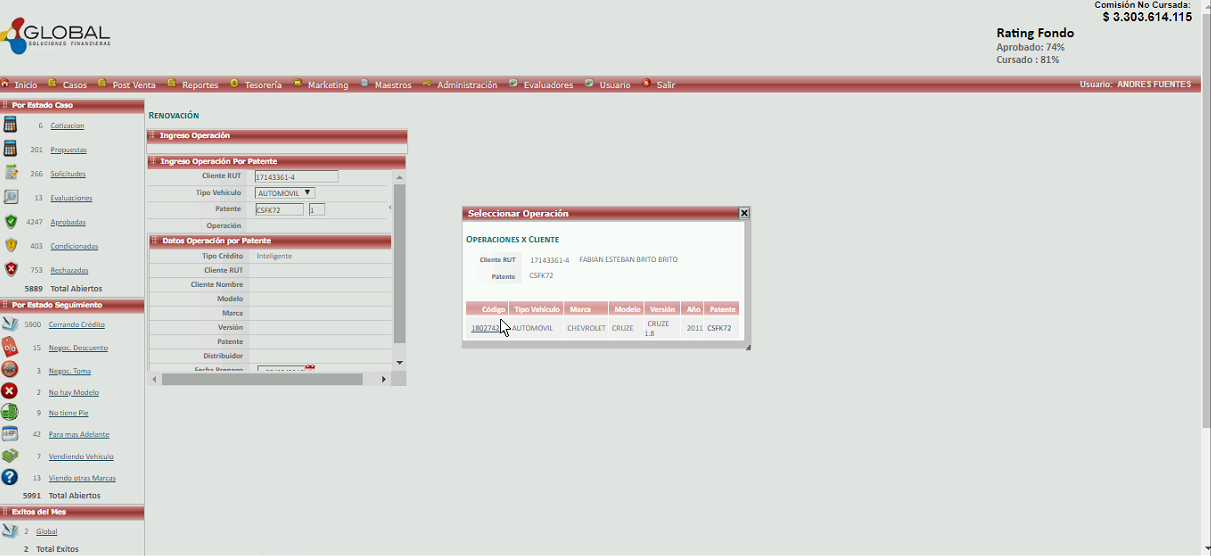 Comisión No Cursada:
$ 3.303.614.115
GLOBAL
SOLUCIONES FINANCIERAS
Rating Fondo
Aprobado: 74%
Cursado : 81%
Inicio Casos Post Venta Reportes Tesorería Marketing Maestros Administración Evaluadores Usuario Salir Usuario: ANDRES FUENTES
Por Estado Caso
6 Cotizacion
201 Propuestas
266 Solicitudes
13 Evaluaciones
4247 Aprobadas
403 Condicionadas
753 Rechazadas
5889 Total Abiertos
Por Estado Seguimiento
5900 Cerrando Crédito
15 Negoc. Descuento
3 Negoc. Toma
2 No hay Modelo
9 No tiene Pie
42 Para mas Adelante
7 Vendiendo Vehiculo
13 Viendo otras Marcas
5991 Total Abiertos
Exitos del Mes
2 Global
2 Total Exitos
RENOVACIÓN
Ingreso Operación
Ingreso Operación Por Patente
Cliente RUT 17143361-4
Tipo Vehículo AUTOMOVIL
Patente CSFK72 1
Operación
Datos Operación por Patente
Tipo Crédito Inteligente
Cliente RUT
Cliente Nombre
Modelo
Marca
Versión
Patente
Distribuidor
Fecha Prepago
Seleccionar Operación
OPERACIONES X CLIENTE
Cliente RUT 17143361-4 FABIAN ESTEBAN BRITO BRITO
Patente CSFK72
Código Tipo Vehículo Marca Modelo Versión Año Patente
1802742 AUTOMOVIL CHEVROLET CRUZE CRUZE 1.8 2011 CSFK72